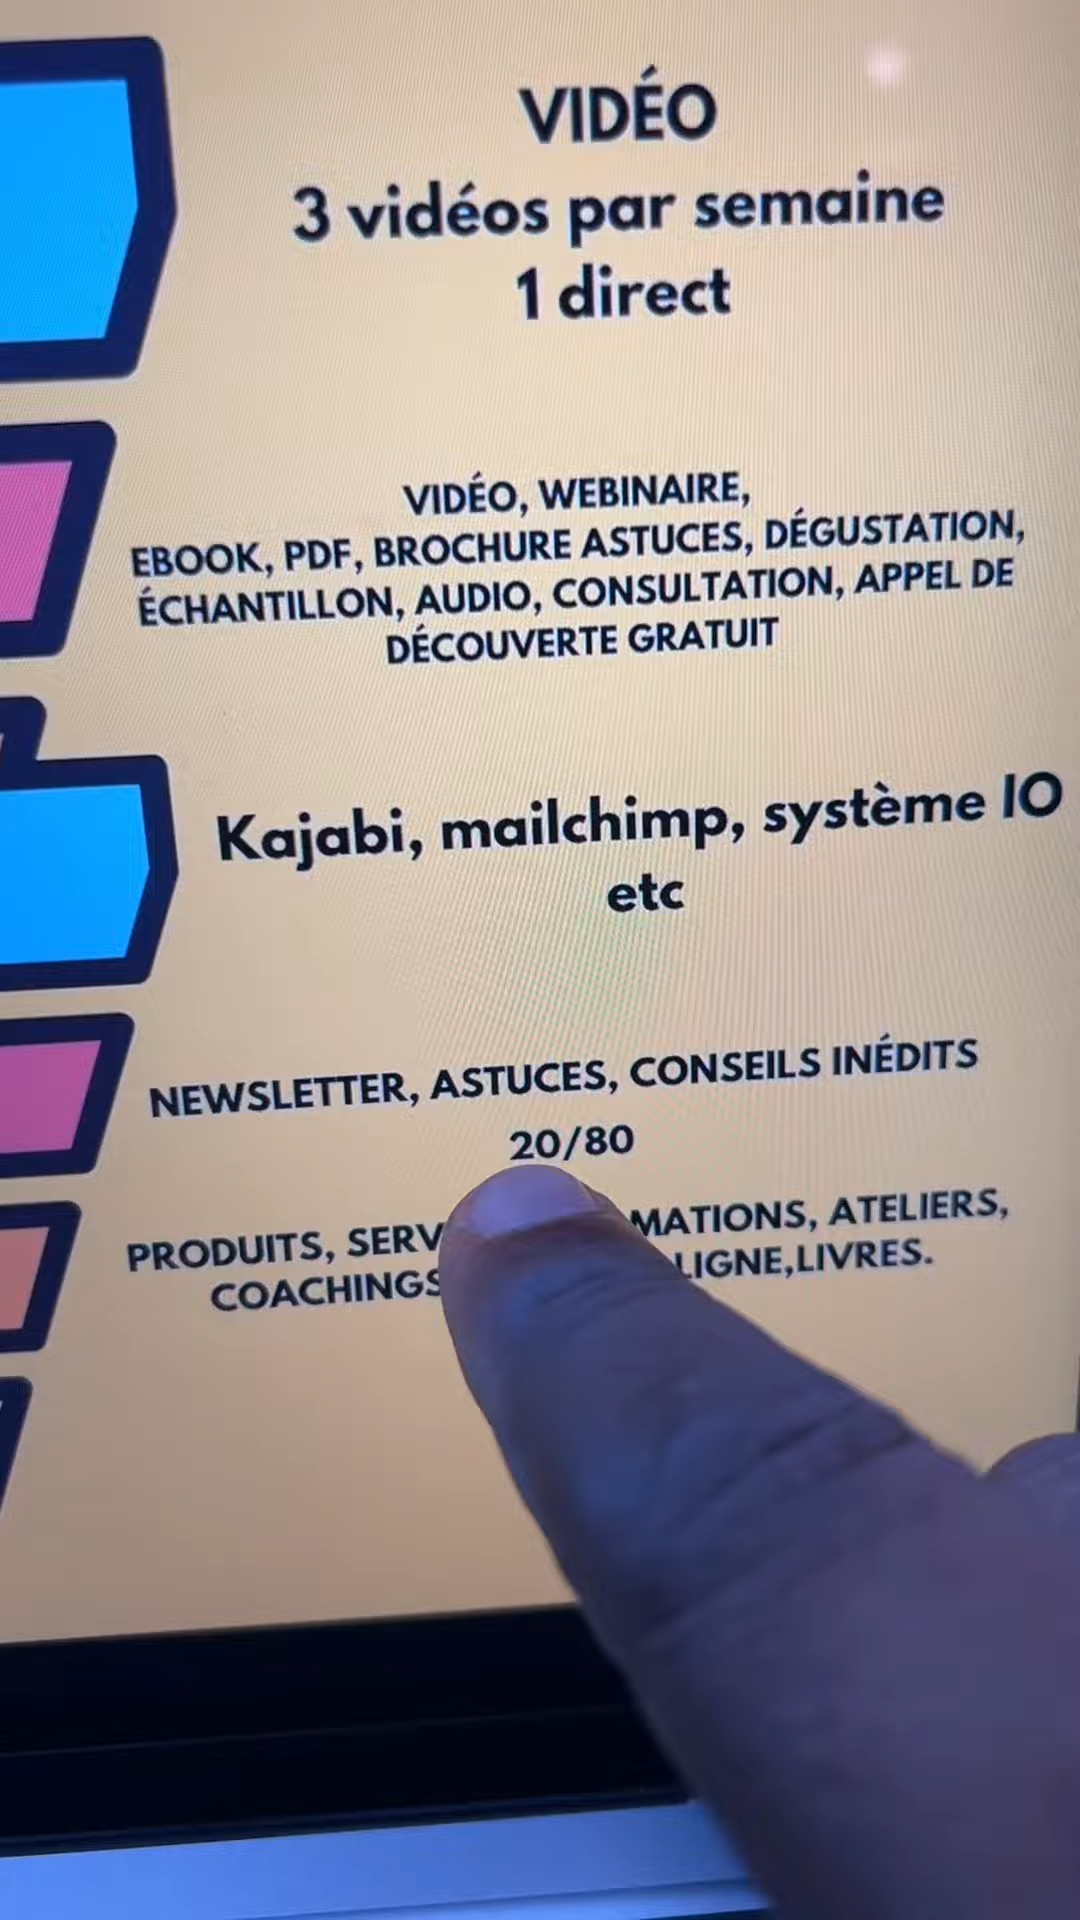 VIDÉO
3 vidéos par semaine
1 direct
VIDÉO, WEBINAIRE,
EBOOK, PDF, BROCHURE ASTUCES, DÉGUSTATION,
ÉCHANTILLON, AUDIO, CONSULTATION, APPEL DE
DÉCOUVERTE GRATUIT
Kajabi, mailchimp, système IO
etc
NEWSLETTER, ASTUCES, CONSEILS INÉDITS
20/80
PRODUITS, ATELIERS,
COACHINGS LIGNE,LIVRES.